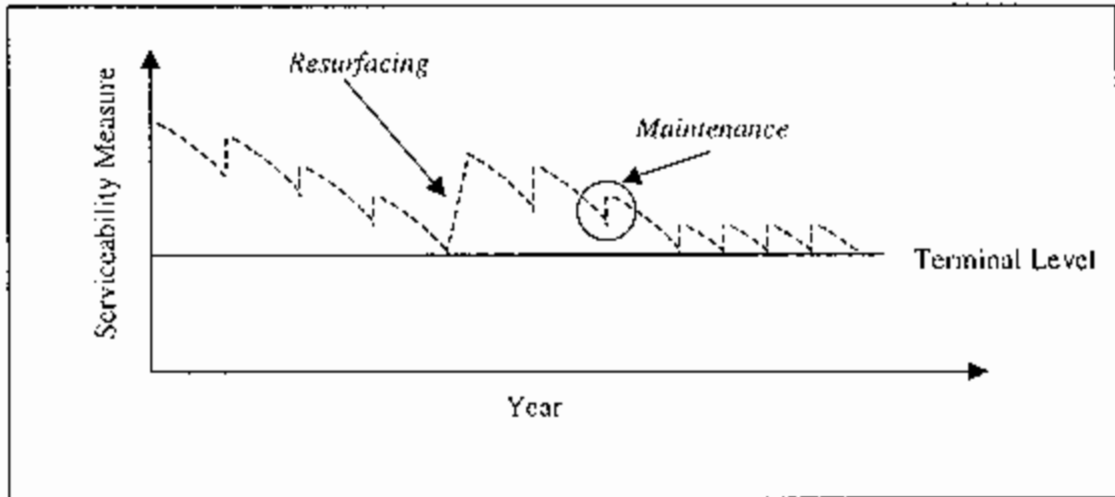 Resurfacing
Maintenance
Serviceability Measure
Terminal Level
Year